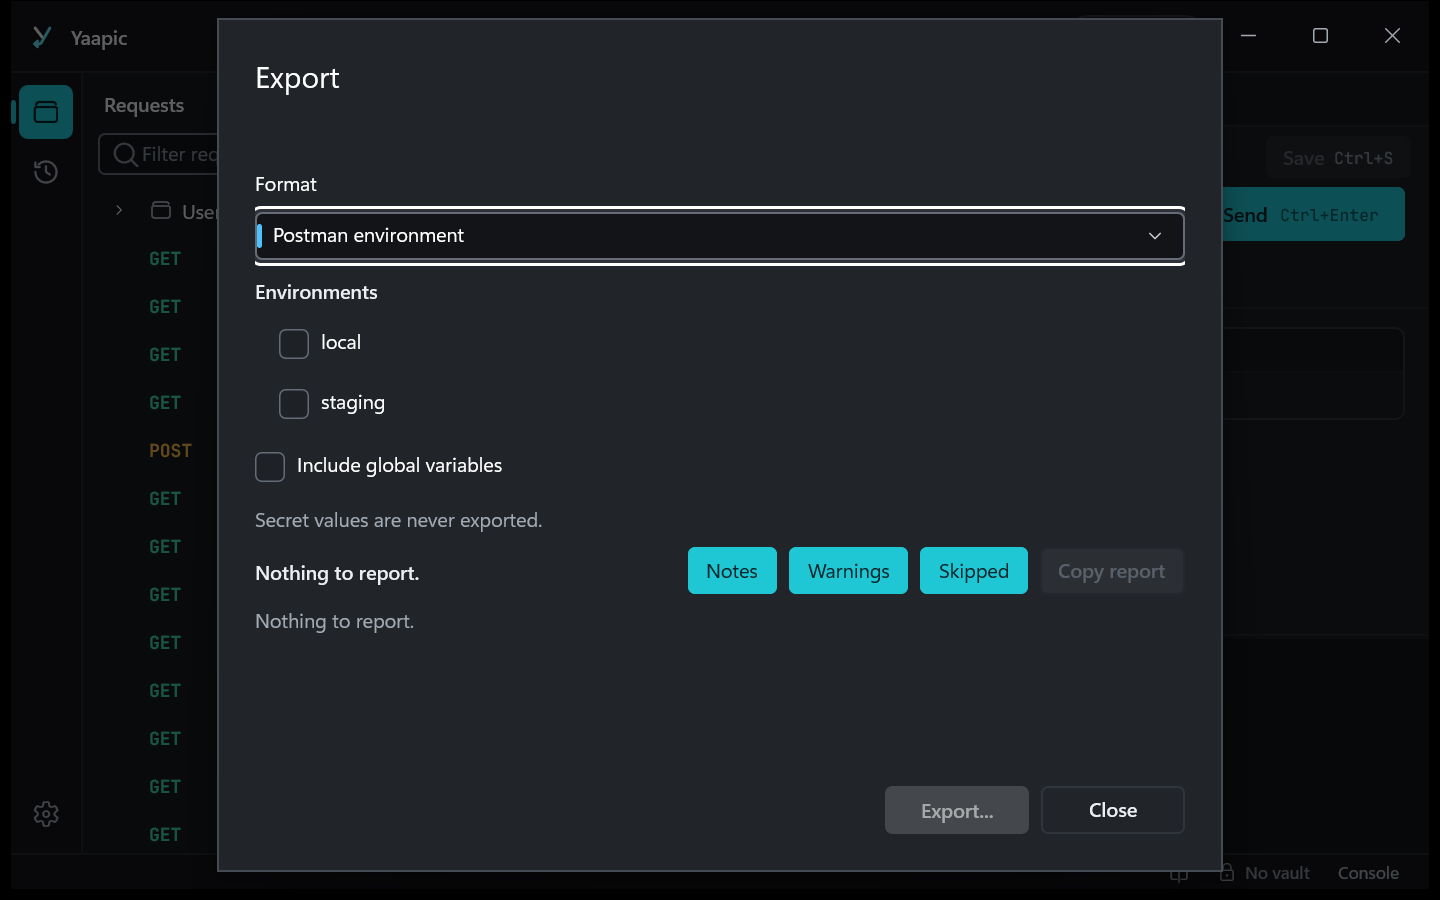 Yaapic
Export
Requests
Filter req
Save Ctrl+S
Format
User
Postman environment
Send Ctrl+Enter
GET
Environments
GET
local
GET
staging
GET
POST
Include global variables
GET
Secret values are never exported.
GET
Nothing to report.
Notes
Warnings
Skipped
Copy report
GET
Nothing to report.
GET
GET
GET
GET
Export...
Close
GET
No vault
Console